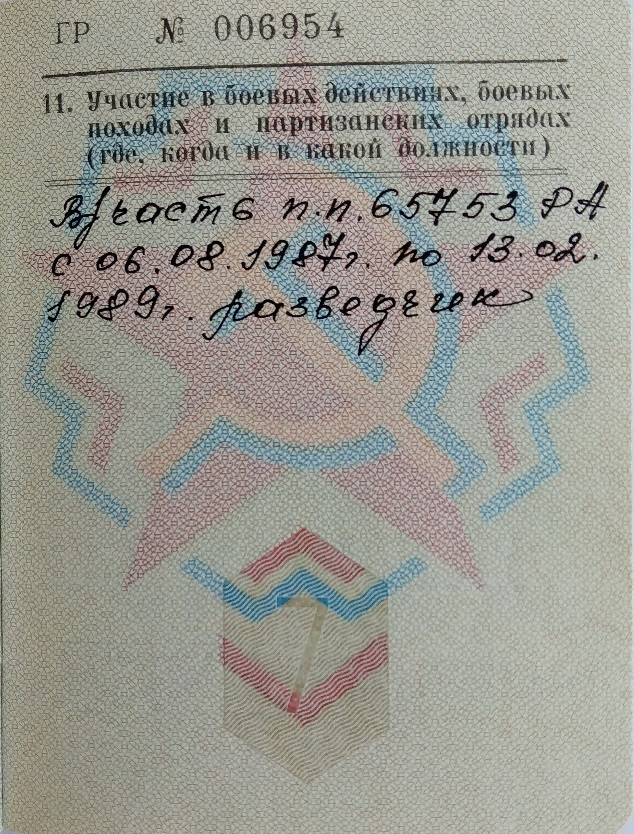 ГР № 006954
11. Участие в боевых действиях, боевых
походах и партизанских отрядах
(где, когда и в какой должности)
В/часть п.п. 65753 РА
с 06.08.1987г. по 13.02.
1989г. разведчик
7